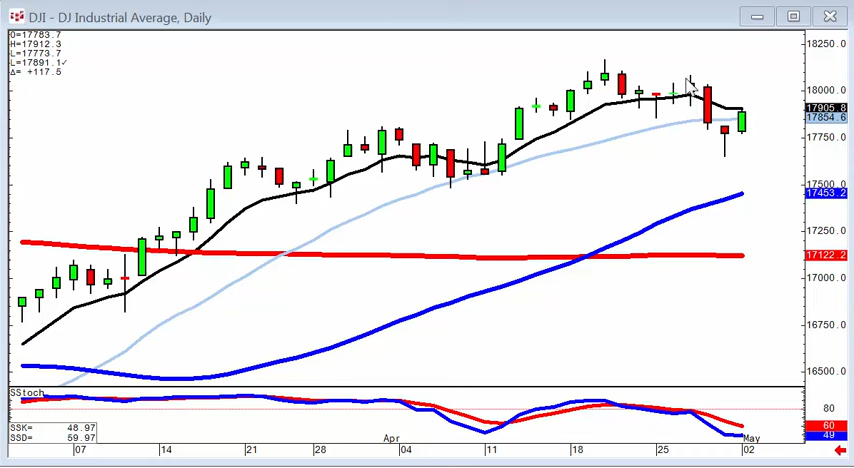 DJI - DJ Industrial Average, Daily
O=17783.7
H=17912.3
L=17773.7
L=17891.1✓
Δ= +117.5
18250.0
18000.0
17905.8
17854.6
17750.0
17500.0
17453.2
17250.0
17122.2
17000.0
16750.0
16500.0
SStoch
80
SSK= 48.97
SSD= 59.97
60
49
Apr
May
07
14
21
28
04
11
18
25
02